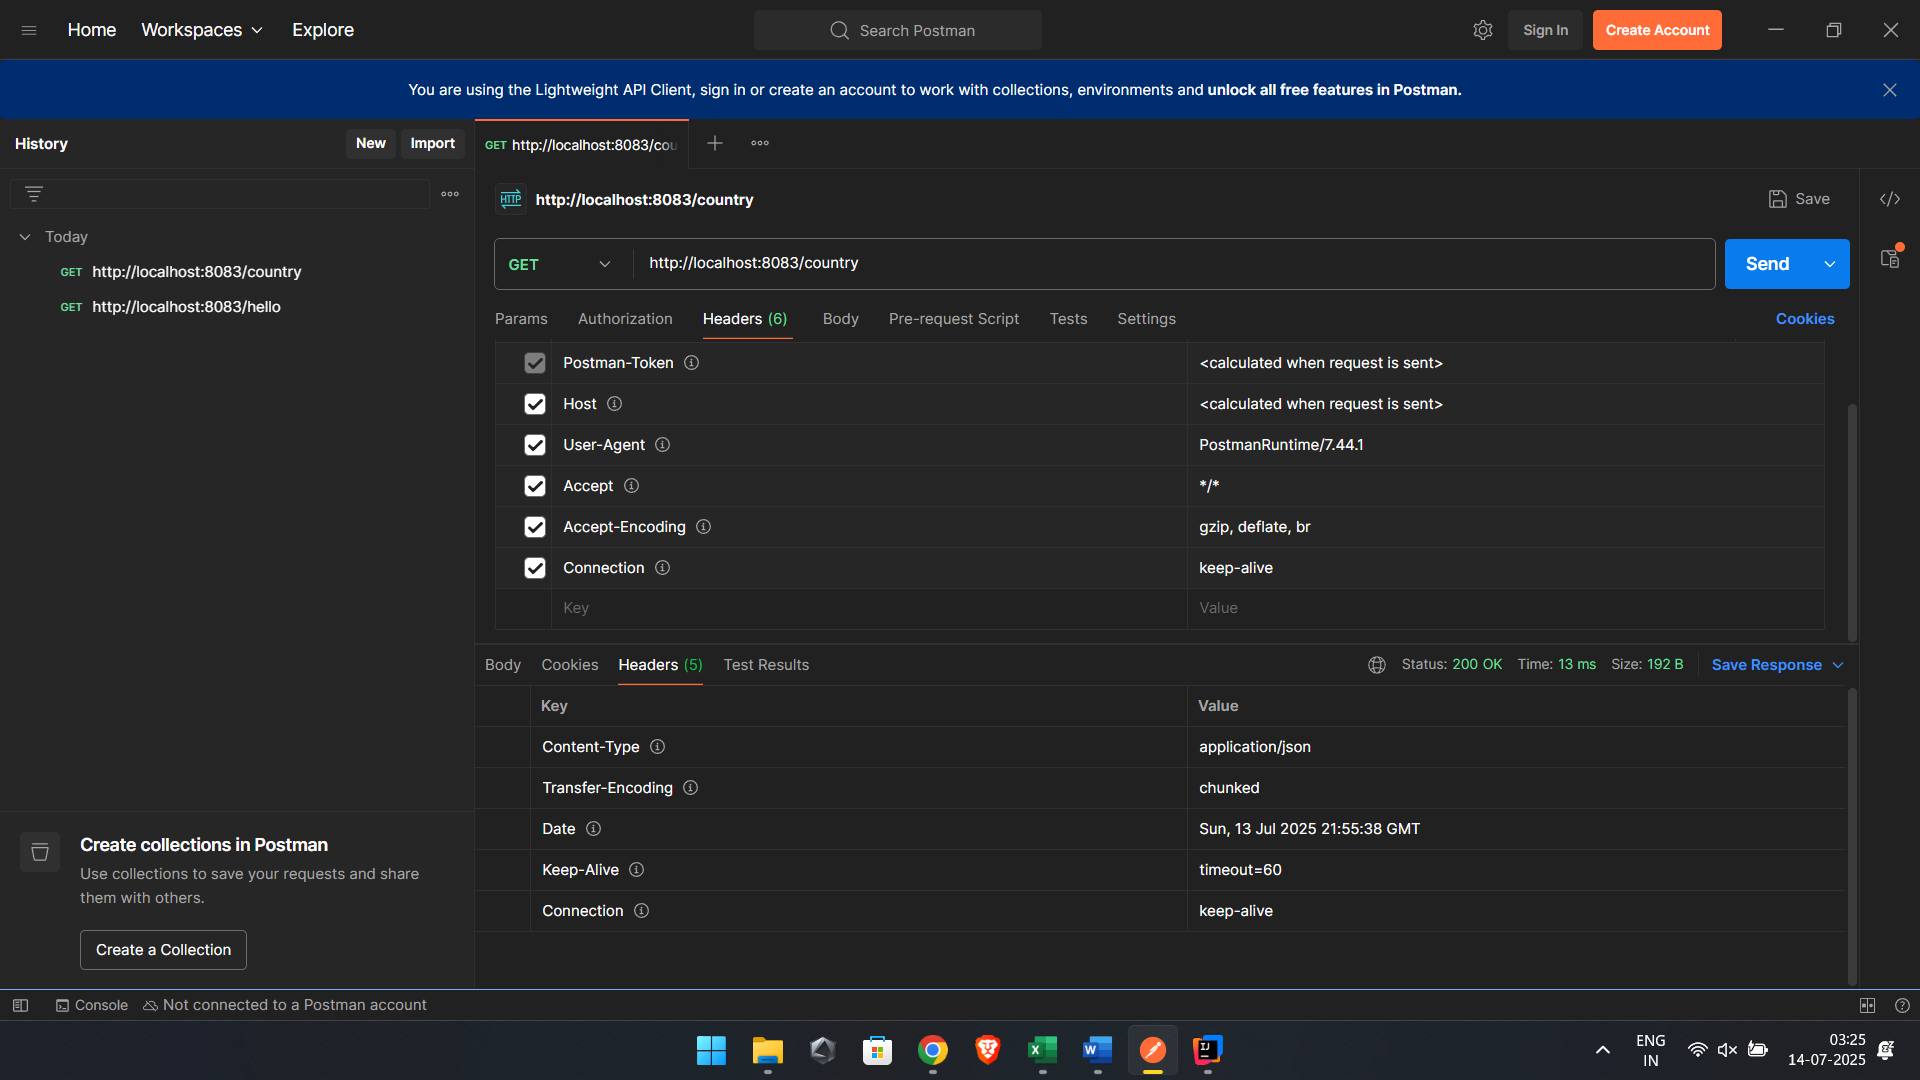 Home
Workspaces
Explore
Search Postman
Sign In
Create Account
You are using the Lightweight API Client, sign in or create an account to work with collections, environments and unlock all free features in Postman.
History
New
Import
GET http://localhost:8083/cou
Today
GET http://localhost:8083/country
GET http://localhost:8083/hello
HTTP http://localhost:8083/country
Save
GET
http://localhost:8083/country
Send
Params
Authorization
Headers (6)
Body
Pre-request Script
Tests
Settings
Cookies
Postman-Token <calculated when request is sent>
Host <calculated when request is sent>
User-Agent PostmanRuntime/7.44.1
Accept */*
Accept-Encoding gzip, deflate, br
Connection keep-alive
Key Value
Body
Cookies
Headers (5)
Test Results
Status: 200 OK
Time: 13 ms
Size: 192 B
Save Response
Key Value
Content-Type application/json
Transfer-Encoding chunked
Date Sun, 13 Jul 2025 21:55:38 GMT
Keep-Alive timeout=60
Connection keep-alive
Create collections in Postman
Use collections to save your requests and share
them with others.
Create a Collection
Console
Not connected to a Postman account
ENG
IN
03:25
14-07-2025